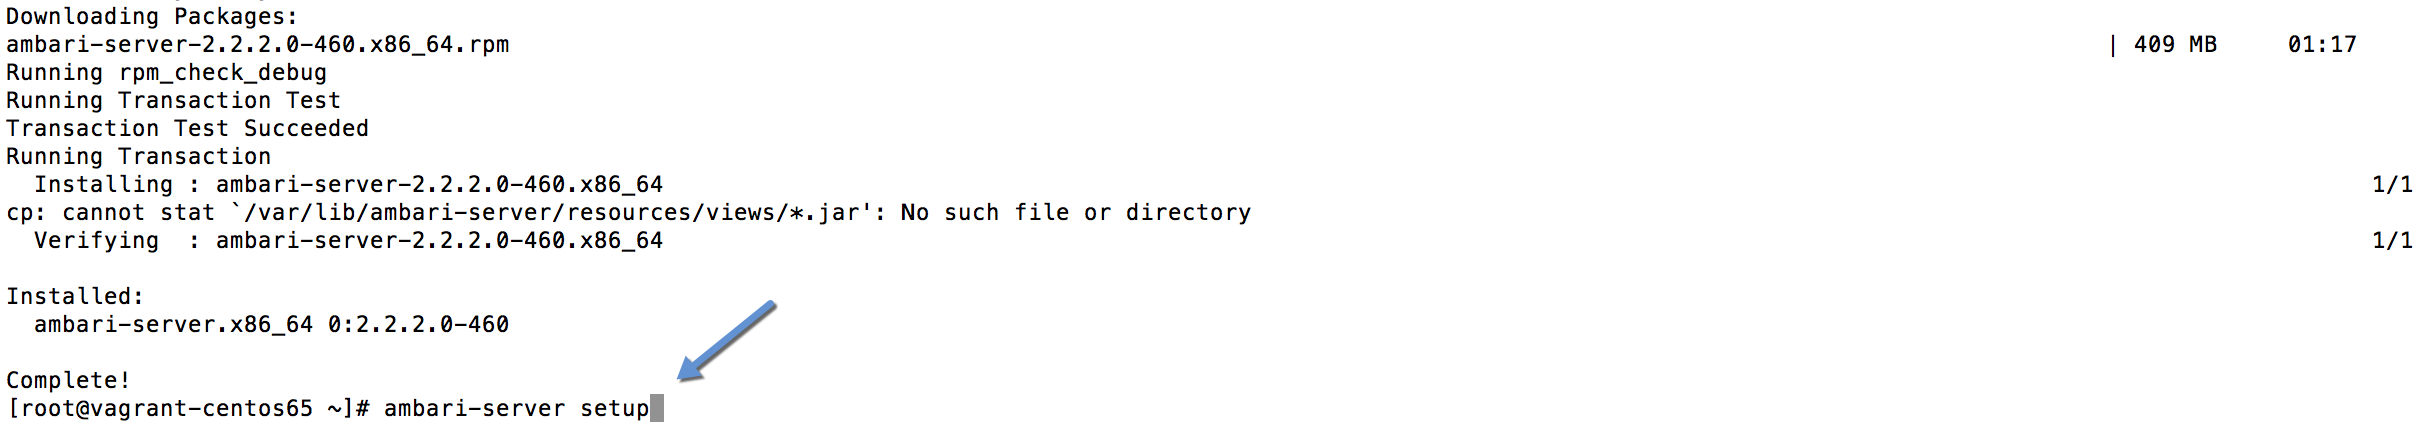 Downloading Packages:
ambari-server-2.2.2.0-460.x86_64.rpm | 409 MB 01:17
Running rpm_check_debug
Running Transaction Test
Transaction Test Succeeded
Running Transaction
  Installing : ambari-server-2.2.2.0-460.x86_64 1/1
cp: cannot stat `/var/lib/ambari-server/resources/views/*.jar': No such file or directory
  Verifying  : ambari-server-2.2.2.0-460.x86_64 1/1
Installed:
  ambari-server.x86_64 0:2.2.2.0-460
Complete!
[root@vagrant-centos65 ~]# ambari-server setup